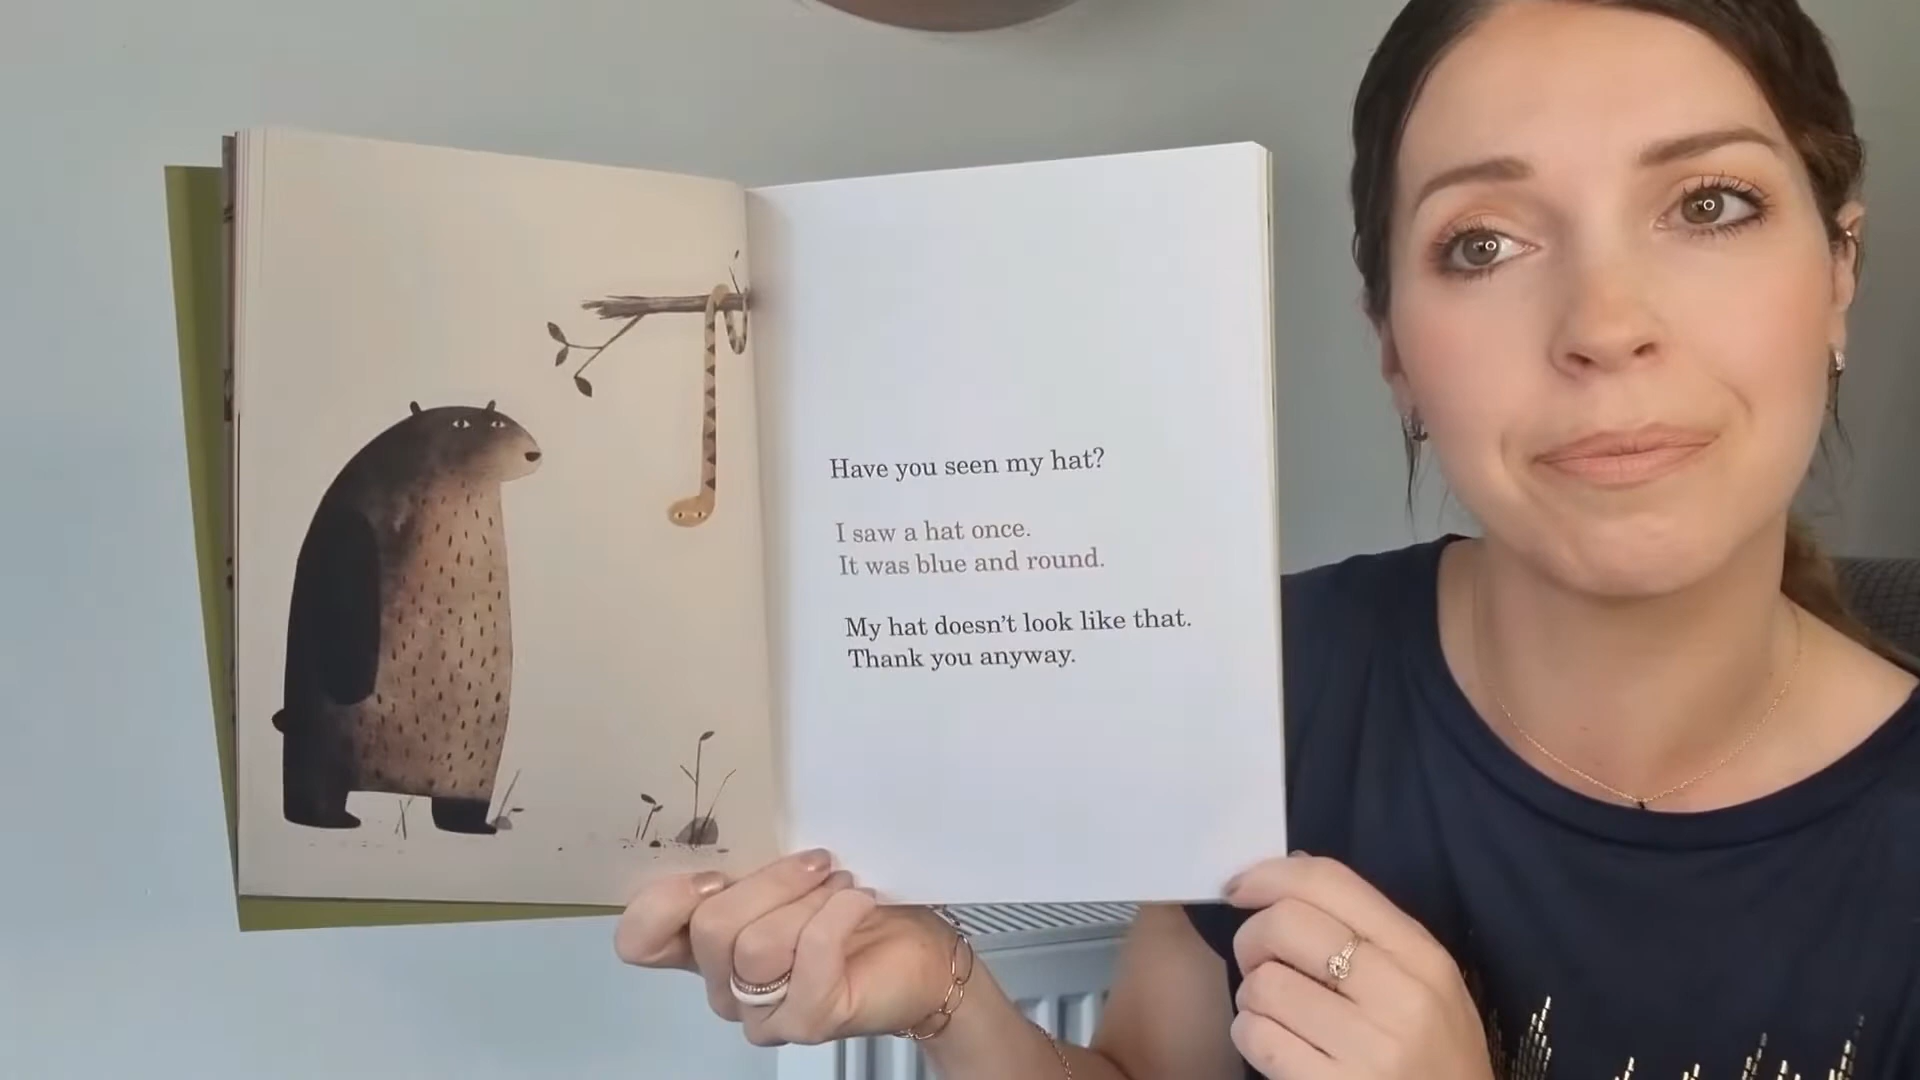 Have you seen my hat?
I saw a hat once.
It was blue and round.
My hat doesn't look like that.
Thank you anyway.